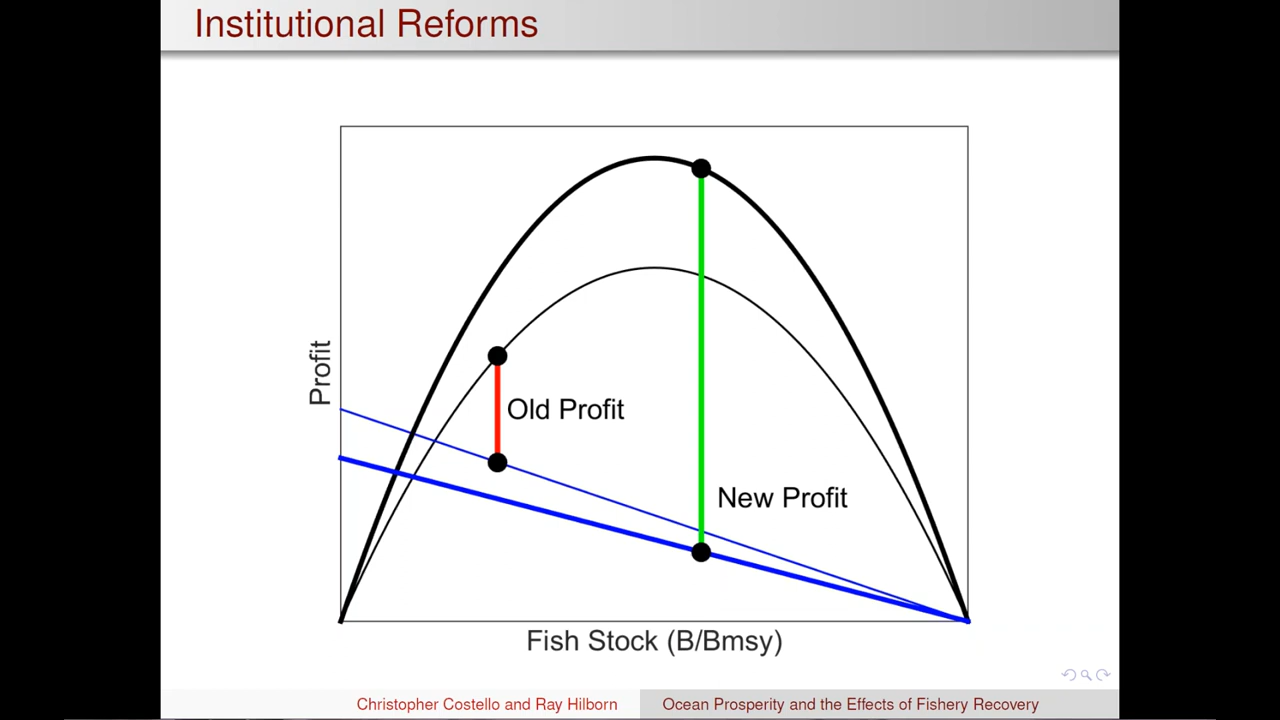 Institutional Reforms
Profit
Old Profit
New Profit
Fish Stock (B/Bmsy)
Christopher Costello and Ray Hilborn
Ocean Prosperity and the Effects of Fishery Recovery